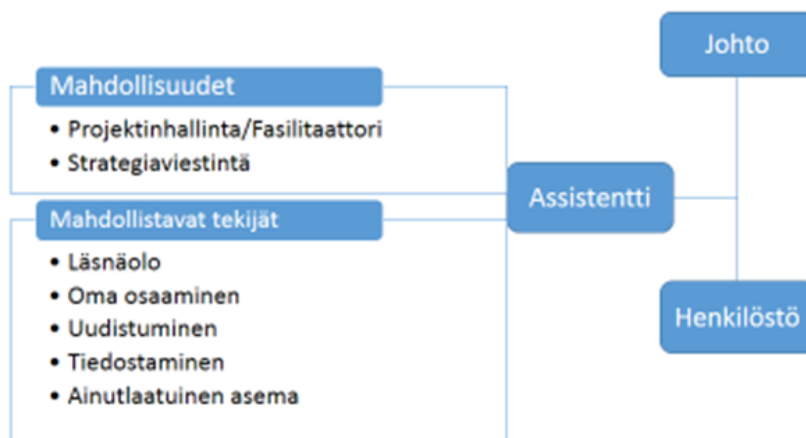 Johto
Mahdollisuudet
• Projektinhallinta/Fasilitaattori
• Strategiaviestintä
Assistentti
Mahdollistavat tekijät
• Läsnäolo
• Oma osaaminen
• Uudistuminen
• Tiedostaminen
• Ainutlaatuinen asema
Henkilöstö